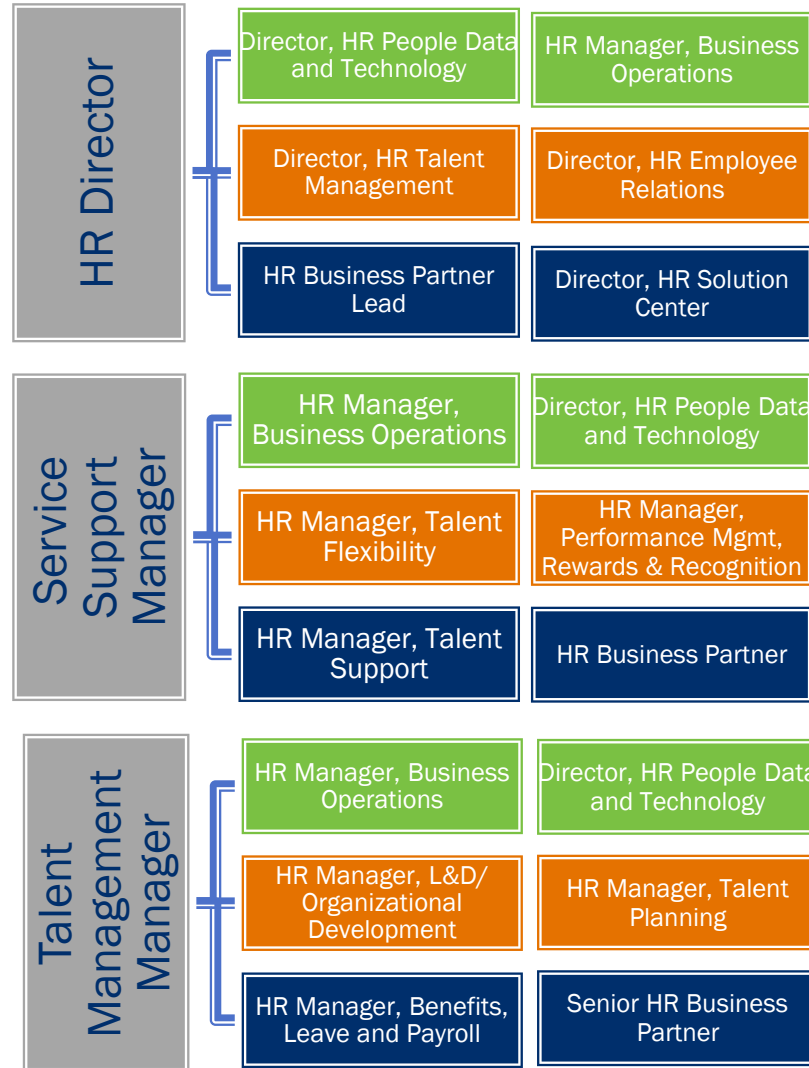 HR Director
Director, HR People Data
and Technology
HR Manager, Business
Operations
Director, HR Talent
Management
Director, HR Employee
Relations
HR Business Partner
Lead
Director, HR Solution
Center
Service
Support
Manager
HR Manager,
Business Operations
Director, HR People Data
and Technology
HR Manager, Talent
Flexibility
HR Manager,
Performance Mgmt,
Rewards & Recognition
HR Manager, Talent
Support
HR Business Partner
Talent
Management
Manager
HR Manager, Business
Operations
Director, HR People Data
and Technology
HR Manager, L&D/
Organizational
Development
HR Manager, Talent
Planning
HR Manager, Benefits,
Leave and Payroll
Senior HR Business
Partner